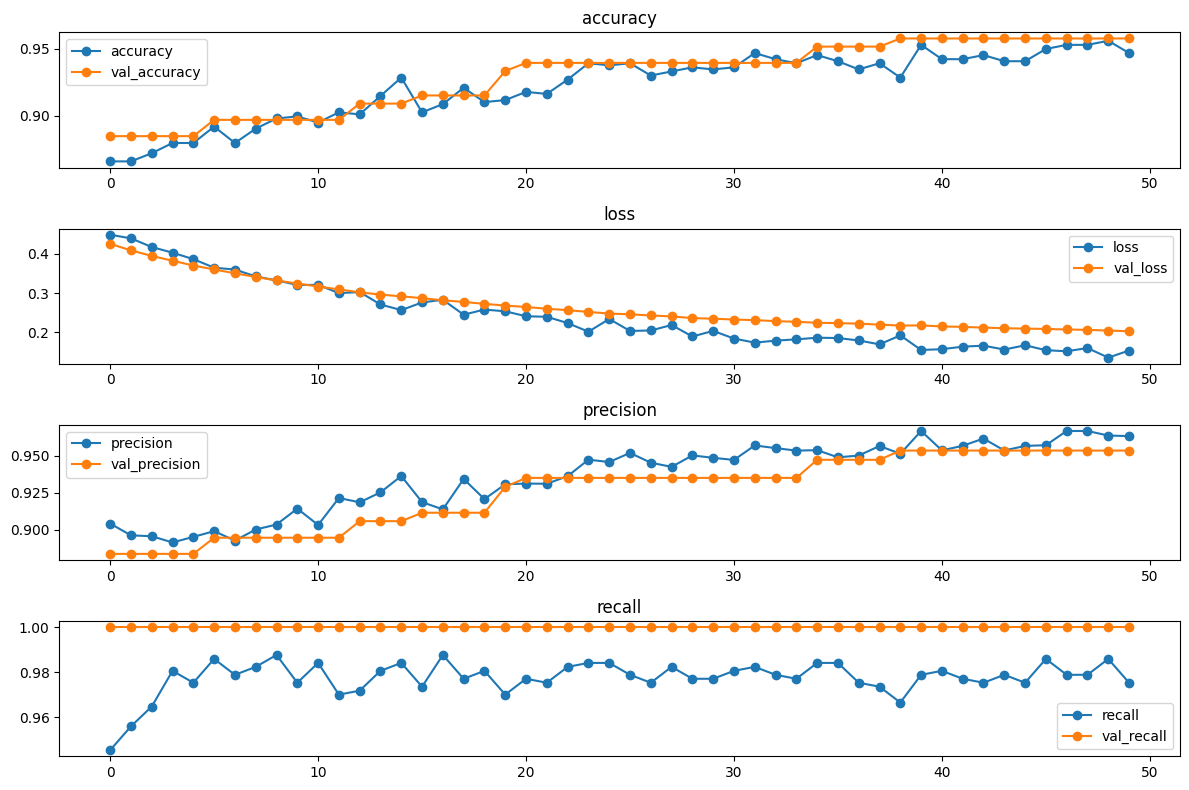 accuracy
0.95
0.90
accuracy
val_accuracy
0 10 20 30 40 50
loss
0.4
0.3
0.2
loss
val_loss
0 10 20 30 40 50
precision
0.950
0.925
0.900
precision
val_precision
0 10 20 30 40 50
recall
1.00
0.98
0.96
recall
val_recall
0 10 20 30 40 50